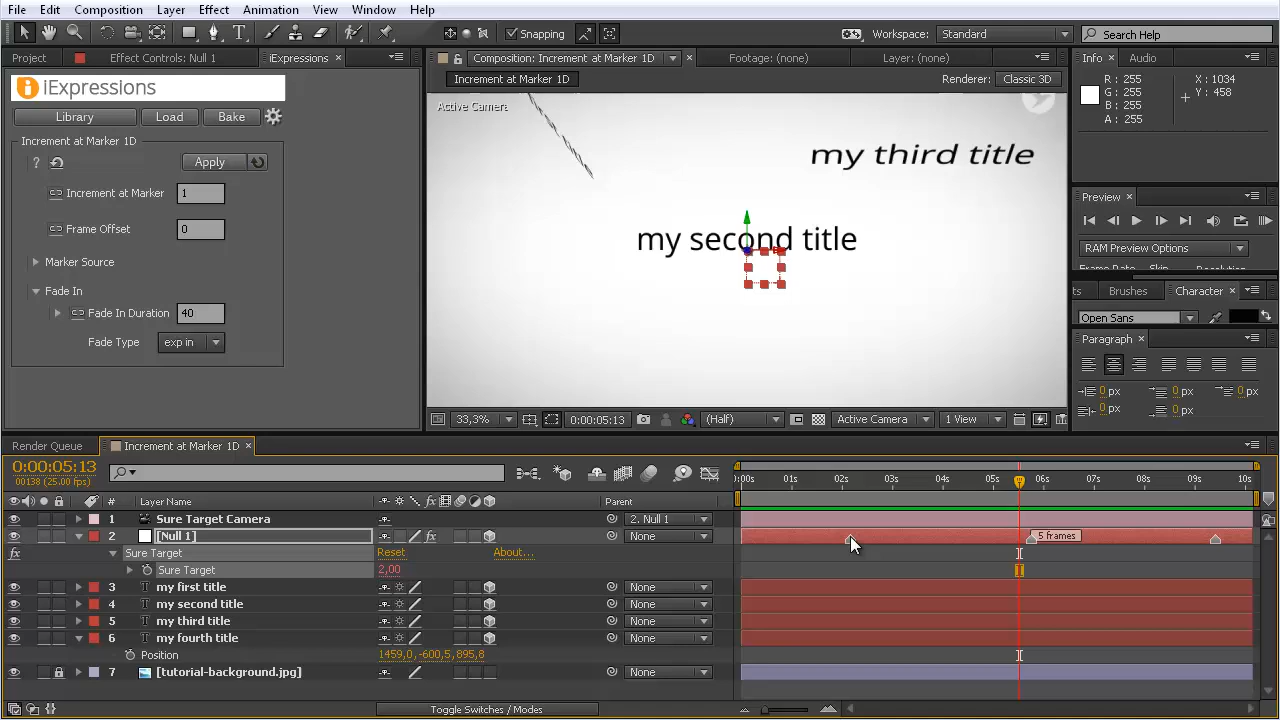 File Edit Composition Layer Effect Animation View Window Help
Snapping Workspace: Standard Search Help
Project Effect Controls: Null 1 iExpressions
iExpressions
Library Load Bake
Increment at Marker 1D
? Apply
Increment at Marker 1
Frame Offset 0
Marker Source
Fade In
Fade In Duration 40
Fade Type exp in
Composition: Increment at Marker 1D Footage: (none) Layer: (none)
Increment at Marker 1D Renderer: Classic 3D
Active Camera
my third title
my second title
33,3% 0:00:05:13 (Half) Active Camera 1 View
Info Audio
R: 255 X: 1034
G: 255 Y: 458
B: 255
A: 255
Preview
RAM Preview Options
Frame Rate Skip Resolution
ts Brushes Character
Open Sans
Paragraph
0 px 0 px 0 px
0 px 0 px
Render Queue Increment at Marker 1D
0:00:05:13
00138 (25.00 fps)
# Layer Name Parent
0:00s 01s 02s 03s 04s 05s 06s 07s 08s 09s 10s
1 Sure Target Camera 2. Null 1
2 [Null 1] fx None 5 frames
fx Sure Target Reset About...
Sure Target 2,00
3 T my first title None
4 T my second title None
5 T my third title None
6 T my fourth title None
Position 1459,0,-600,5,895,8
7 [tutorial-background.jpg] None
Toggle Switches / Modes